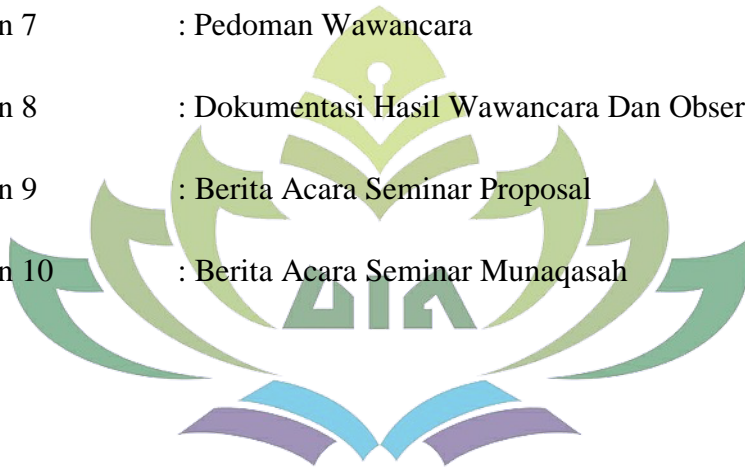 n 7 : Pedoman Wawancara
n 8 : Dokumentasi Hasil Wawancara Dan Obser
n 9 : Berita Acara Seminar Proposal
n 10 : Berita Acara Seminar Munaqasah